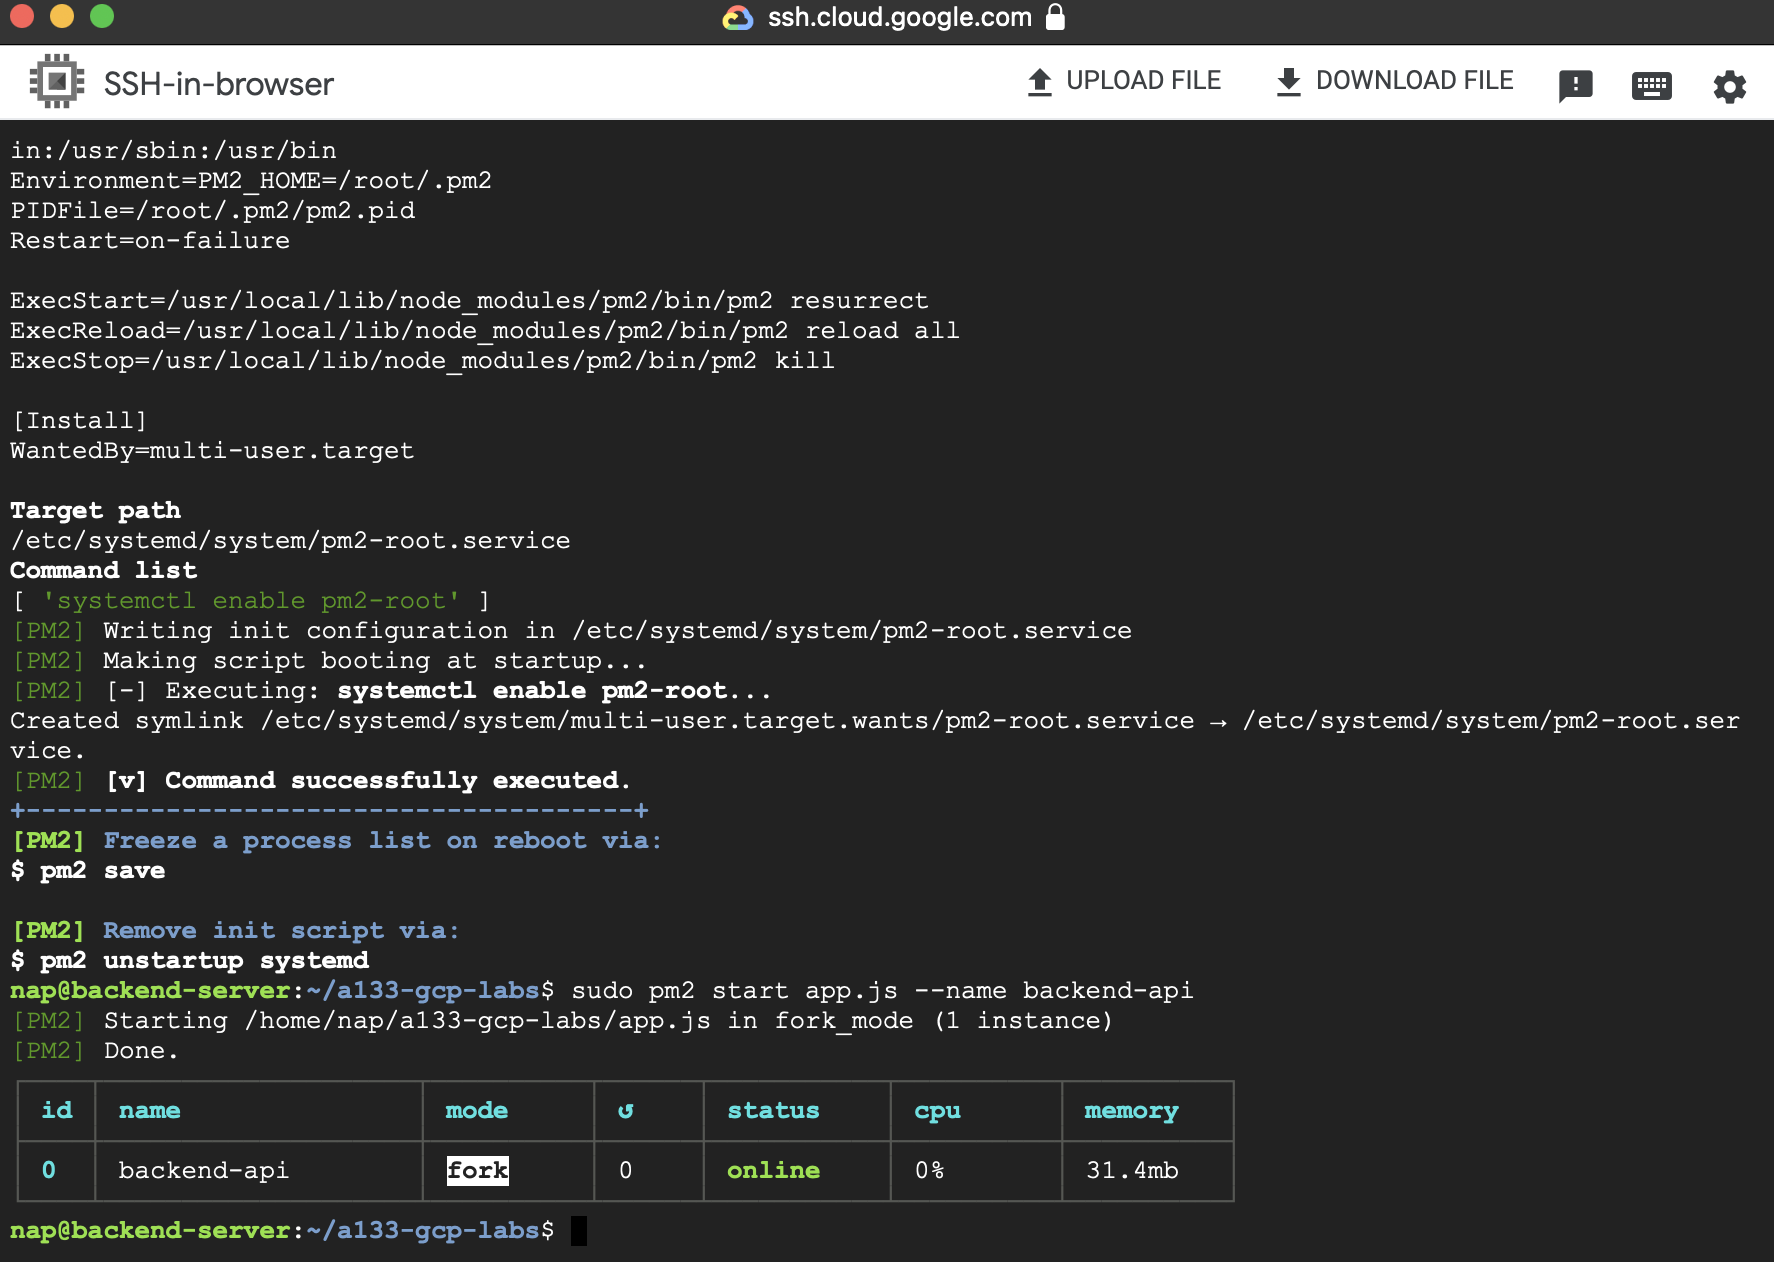 ssh.cloud.google.com
SSH-in-browser
UPLOAD FILE
DOWNLOAD FILE
in:/usr/sbin:/usr/bin
Environment=PM2_HOME=/root/.pm2
PIDFile=/root/.pm2/pm2.pid
Restart=on-failure
ExecStart=/usr/local/lib/node_modules/pm2/bin/pm2 resurrect
ExecReload=/usr/local/lib/node_modules/pm2/bin/pm2 reload all
ExecStop=/usr/local/lib/node_modules/pm2/bin/pm2 kill
[Install]
WantedBy=multi-user.target
Target path
/etc/systemd/system/pm2-root.service
Command list
[ 'systemctl enable pm2-root' ]
[PM2] Writing init configuration in /etc/systemd/system/pm2-root.service
[PM2] Making script booting at startup...
[PM2] [-] Executing: systemctl enable pm2-root...
Created symlink /etc/systemd/system/multi-user.target.wants/pm2-root.service → /etc/systemd/system/pm2-root.ser
vice.
[PM2] [v] Command successfully executed.
+---------------------------------------+
[PM2] Freeze a process list on reboot via:
$ pm2 save
[PM2] Remove init script via:
$ pm2 unstartup systemd
nap@backend-server:~/a133-gcp-labs$ sudo pm2 start app.js --name backend-api
[PM2] Starting /home/nap/a133-gcp-labs/app.js in fork_mode (1 instance)
[PM2] Done.
id name mode ↺ status cpu memory
0 backend-api fork 0 online 0% 31.4mb
nap@backend-server:~/a133-gcp-labs$